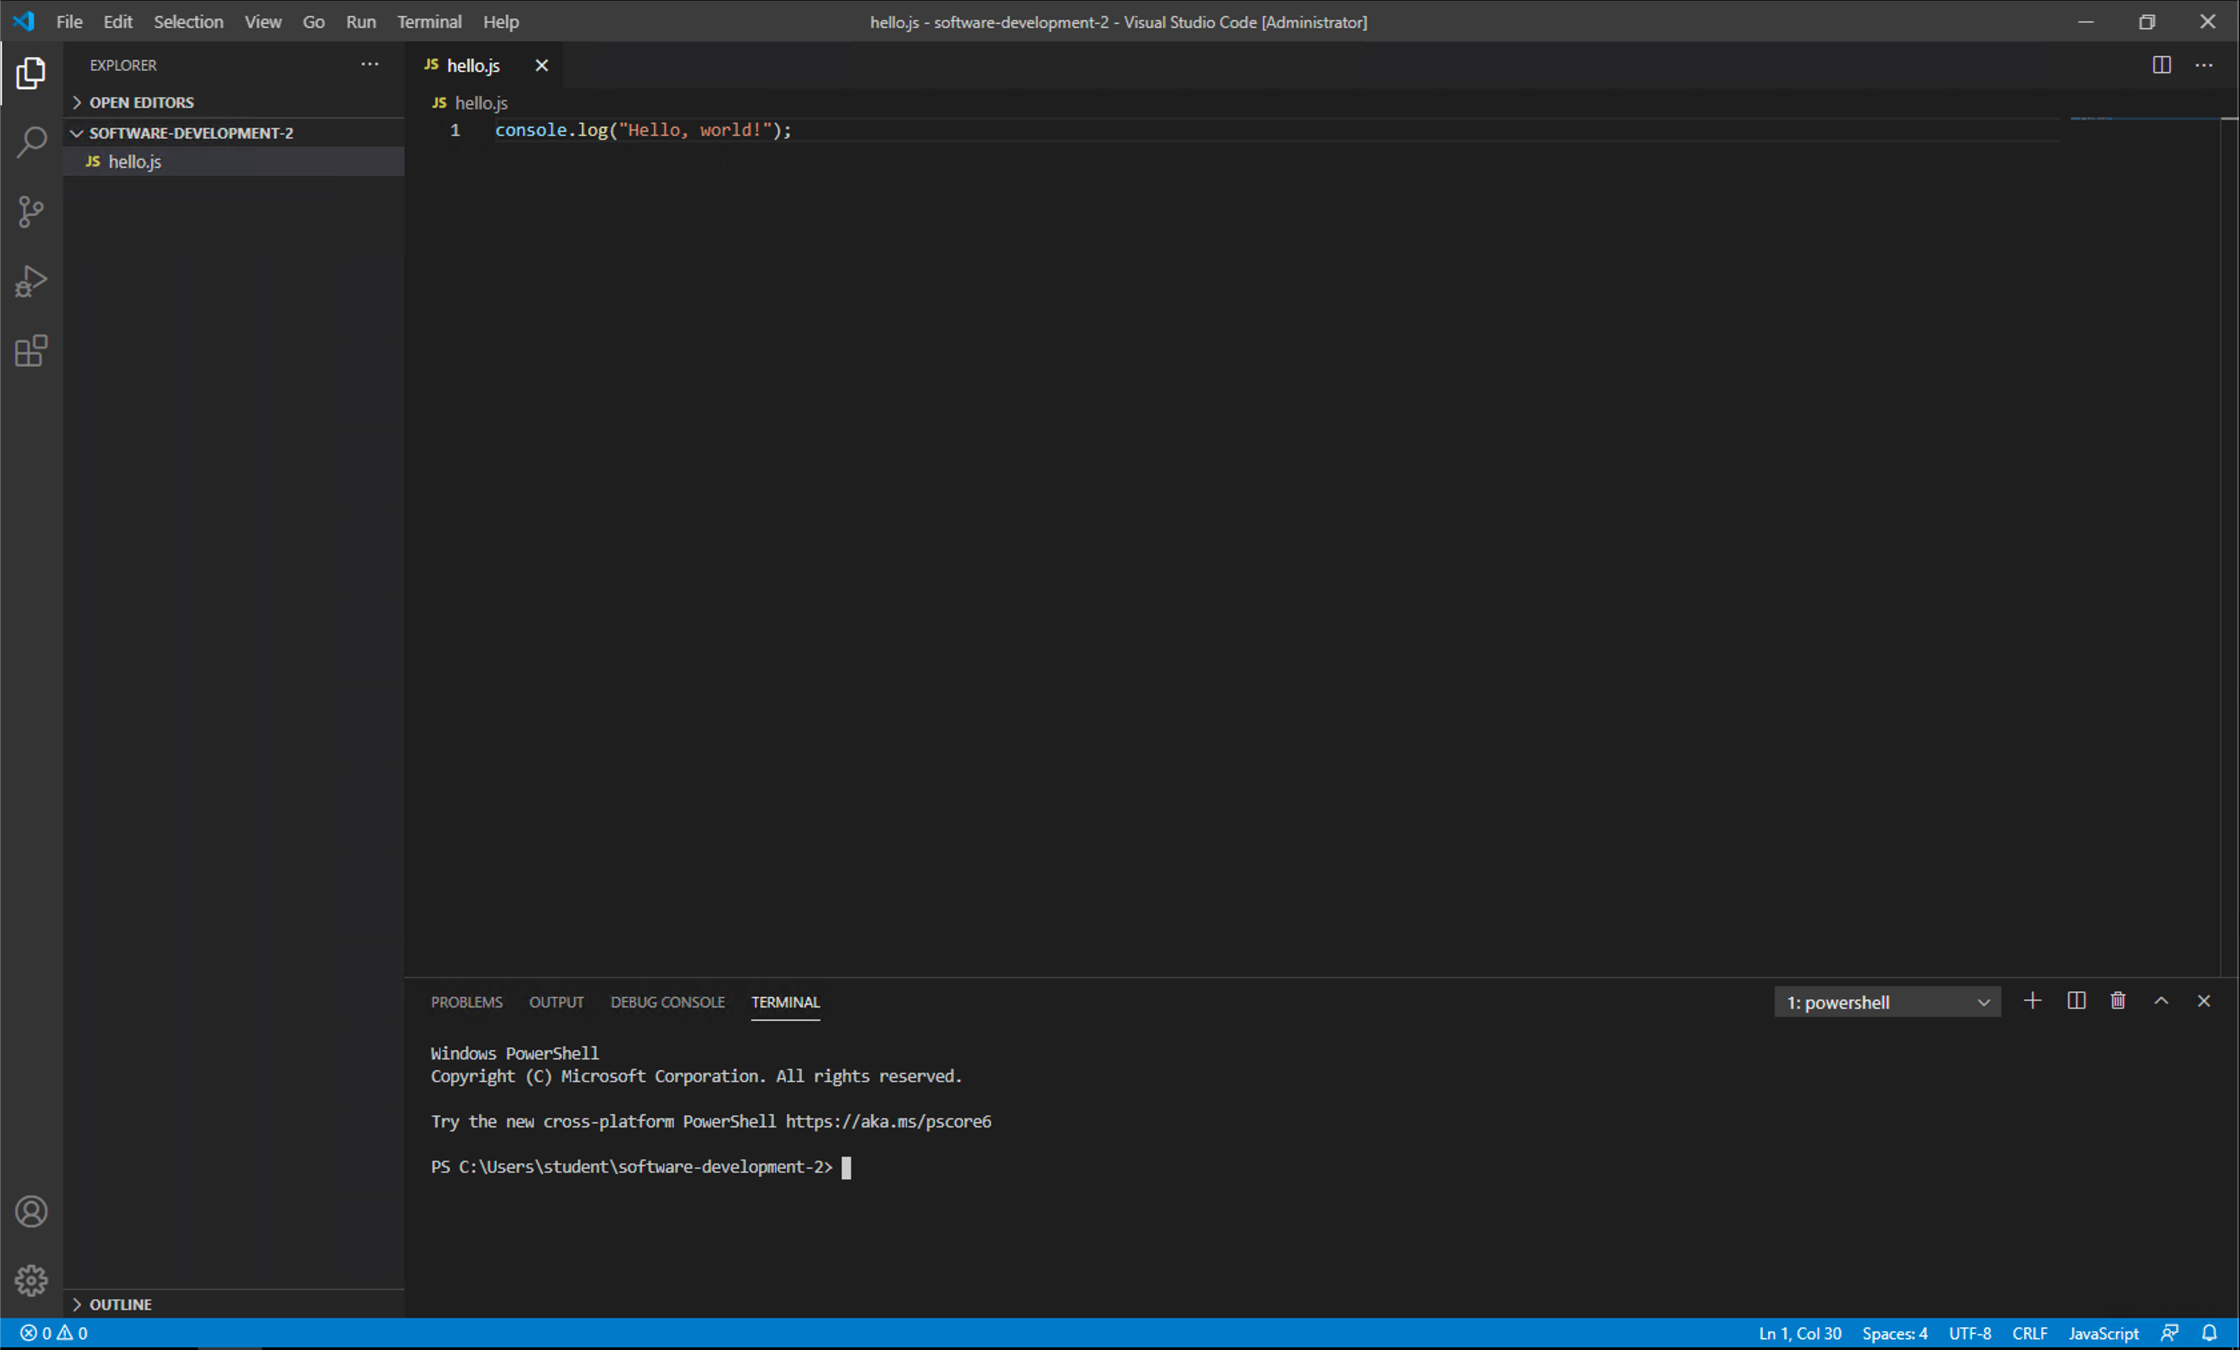 File Edit Selection View Go Run Terminal Help
hello.js - software-development-2 - Visual Studio Code [Administrator]
EXPLORER
OPEN EDITORS
SOFTWARE-DEVELOPMENT-2
JS hello.js
JS hello.js
JS hello.js
1 console.log("Hello, world!");
PROBLEMS OUTPUT DEBUG CONSOLE TERMINAL
1: powershell
Windows PowerShell
Copyright (C) Microsoft Corporation. All rights reserved.
Try the new cross-platform PowerShell https://aka.ms/pscore6
PS C:\Users\student\software-development-2>
OUTLINE
0 0
Ln 1, Col 30 Spaces: 4 UTF-8 CRLF JavaScript